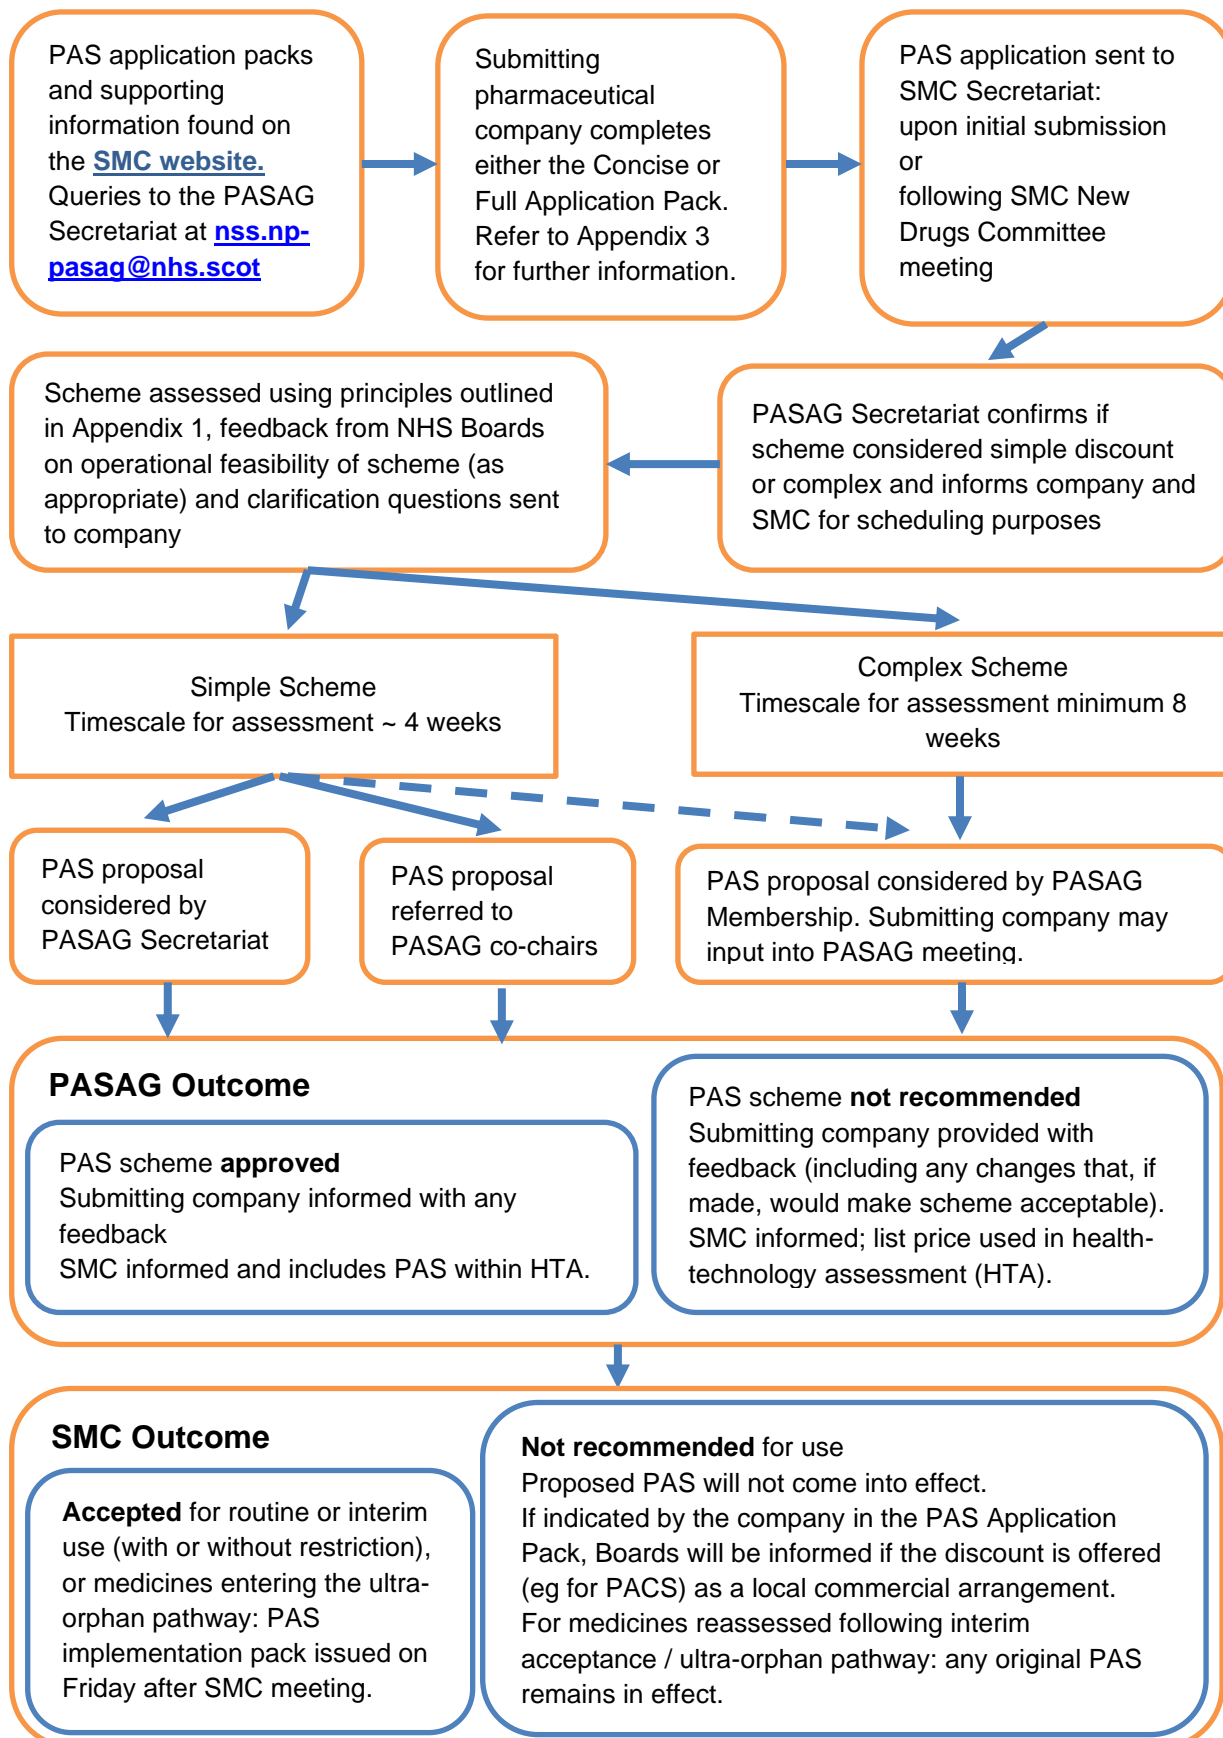 PAS application packs
and supporting
information found on
the SMC website.
Queries to the PASAG
Secretariat at nss.np-
pasag@nhs.scot
Submitting
pharmaceutical
company completes
either the Concise or
Full Application Pack.
Refer to Appendix 3
for further information.
PAS application sent to
SMC Secretariat:
upon initial submission
or
following SMC New
Drugs Committee
meeting
PASAG Secretariat confirms if
scheme considered simple discount
or complex and informs company and
SMC for scheduling purposes
Scheme assessed using principles outlined
in Appendix 1, feedback from NHS Boards
on operational feasibility of scheme (as
appropriate) and clarification questions sent
to company
Simple Scheme
Timescale for assessment ~ 4 weeks
Complex Scheme
Timescale for assessment minimum 8
weeks
PAS proposal
considered by
PASAG Secretariat
PAS proposal
referred to
PASAG co-chairs
PAS proposal considered by PASAG
Membership. Submitting company may
input into PASAG meeting.
PASAG Outcome
PAS scheme approved
Submitting company informed with any
feedback
SMC informed and includes PAS within HTA.
PAS scheme not recommended
Submitting company provided with
feedback (including any changes that, if
made, would make scheme acceptable).
SMC informed; list price used in health-
technology assessment (HTA).
SMC Outcome
Accepted for routine or interim
use (with or without restriction),
or medicines entering the ultra-
orphan pathway: PAS
implementation pack issued on
Friday after SMC meeting.
Not recommended for use
Proposed PAS will not come into effect.
If indicated by the company in the PAS Application
Pack, Boards will be informed if the discount is offered
(eg for PACS) as a local commercial arrangement.
For medicines reassessed following interim
acceptance / ultra-orphan pathway: any original PAS
remains in effect.